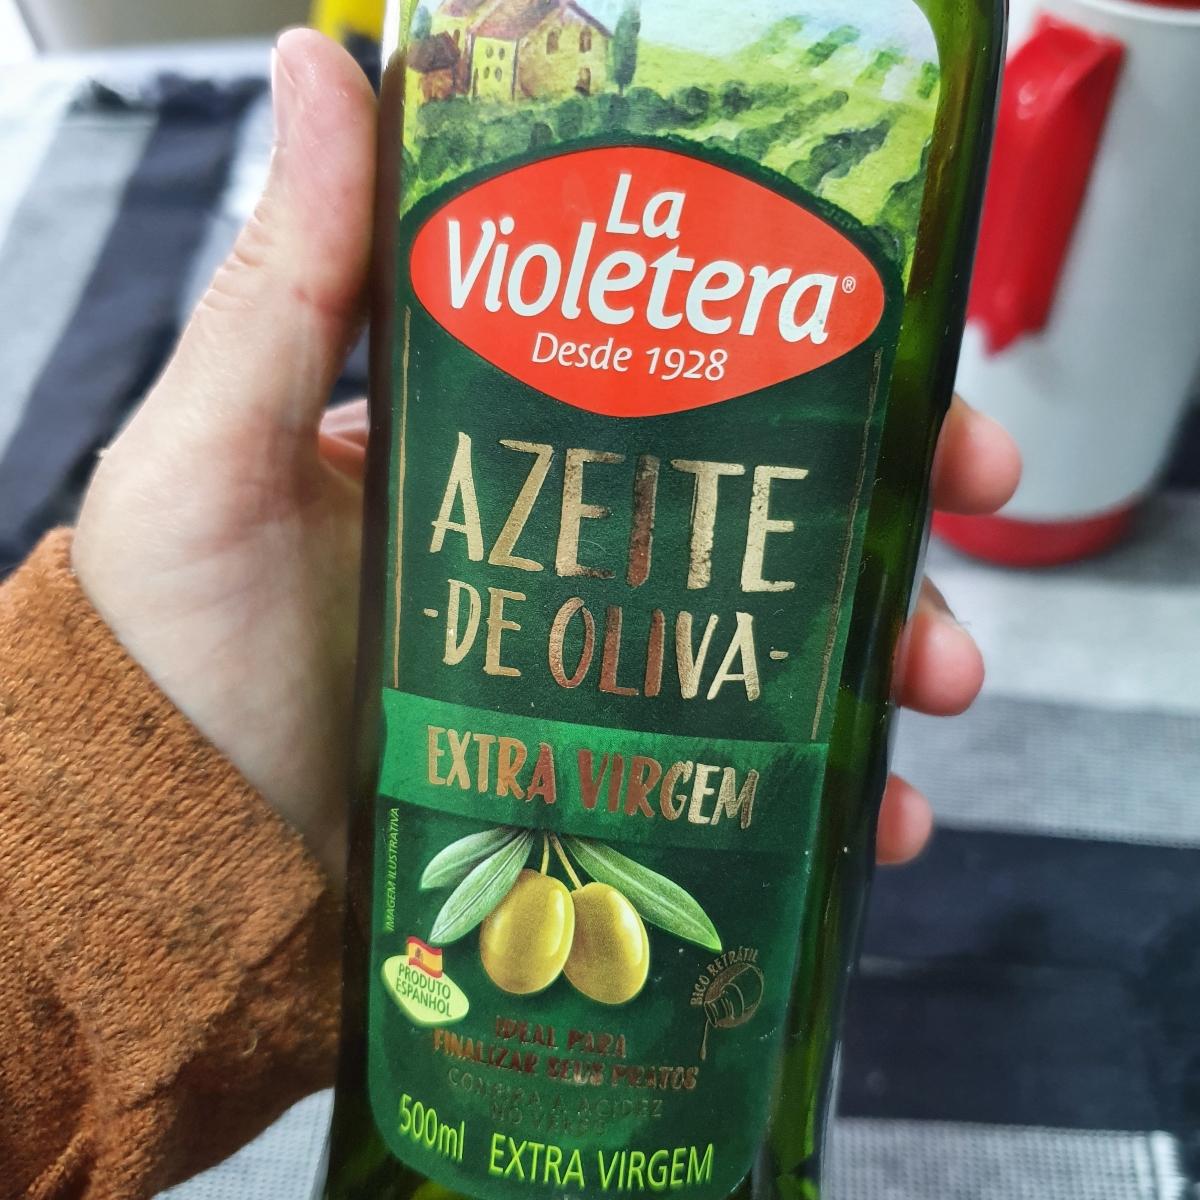 La
Violetera®
Desde 1928
AZEITE
-DE OLIVA-
EXTRA VIRGEM
IMAGEM ILUSTRATIVA
PRODUTO
ESPANHOL
BICO RETRÁTIL
IDEAL PARA
FINALIZAR SEUS PRATOS
CONFIRA A ACIDEZ
NO VERSO
500ml EXTRA VIRGEM